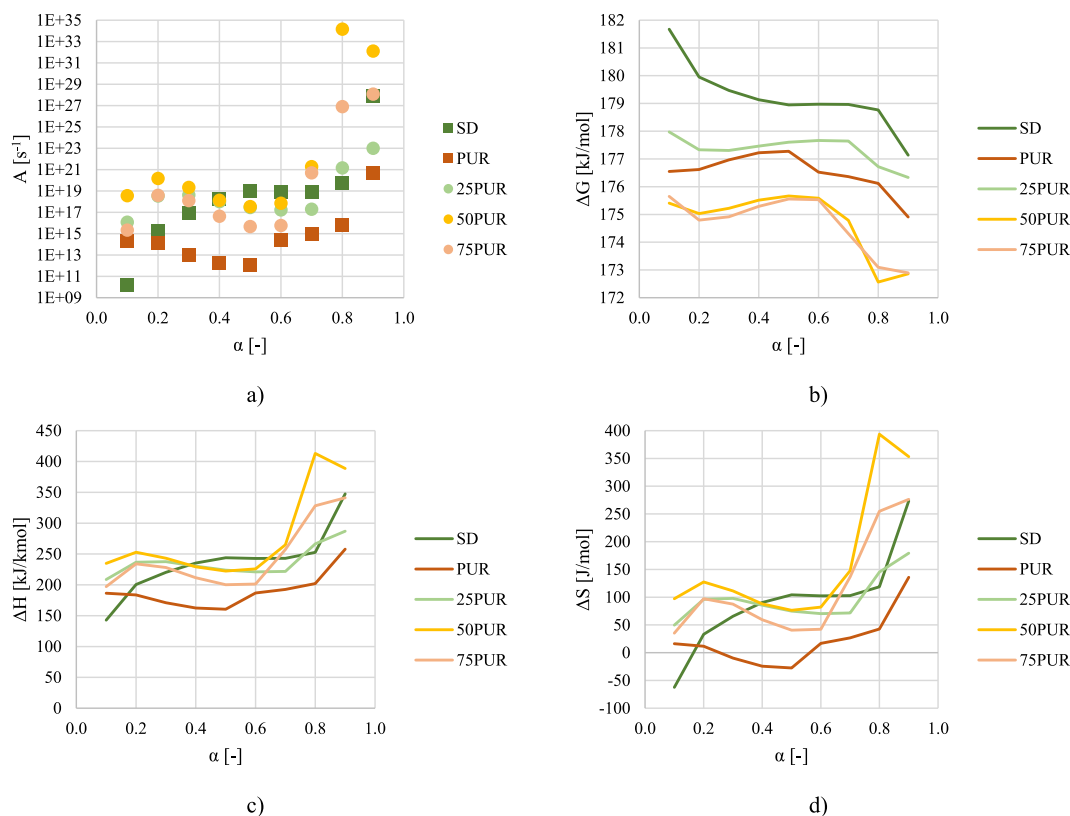 A [s⁻¹]
1E+35
1E+33
1E+31
1E+29
1E+27
1E+25
1E+23
1E+21
1E+19
1E+17
1E+15
1E+13
1E+11
1E+09
0.0 0.2 0.4 0.6 0.8 1.0
α [-]
SD
PUR
25PUR
50PUR
75PUR
a)
ΔG [kJ/mol]
182
181
180
179
178
177
176
175
174
173
172
0.0 0.2 0.4 0.6 0.8 1.0
α [-]
SD
PUR
25PUR
50PUR
75PUR
b)
ΔH [kJ/kmol]
450
400
350
300
250
200
150
100
50
0
0.0 0.2 0.4 0.6 0.8 1.0
α [-]
SD
PUR
25PUR
50PUR
75PUR
c)
ΔS [J/mol]
400
350
300
250
200
150
100
50
0
-50
-100
0.0 0.2 0.4 0.6 0.8 1.0
α [-]
SD
PUR
25PUR
50PUR
75PUR
d)